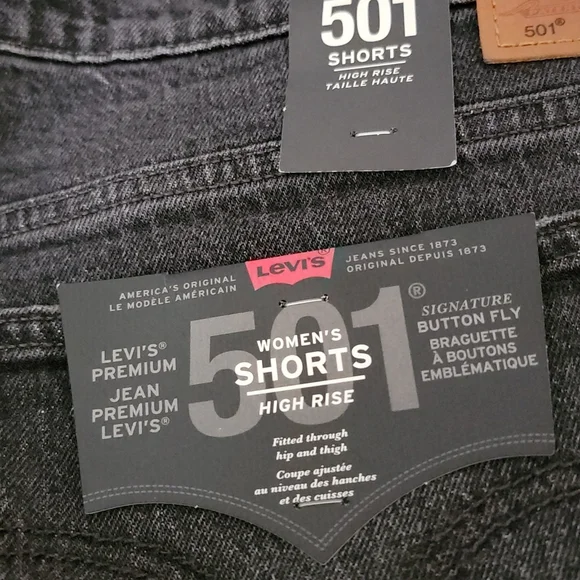 501
SHORTS
HIGH RISE
TAILLE HAUTE
501®
AMERICA'S ORIGINAL
LE MODÈLE AMÉRICAIN
Levi's®
JEANS SINCE 1873
ORIGINAL DEPUIS 1873
LEVI'S®
PREMIUM
JEAN
PREMIUM
LEVI'S®
501®
WOMEN'S
SHORTS
HIGH RISE
Fitted through
hip and thigh
Coupe ajustée
au niveau des hanches
et des cuisses
SIGNATURE
BUTTON FLY
BRAGUETTE
À BOUTONS
EMBLÉMATIQUE